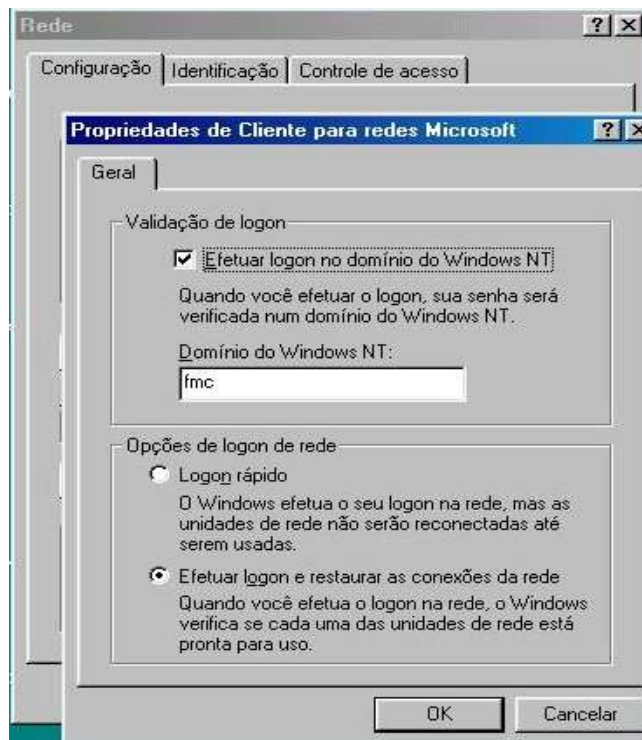 Rede
Configuração Identificação Controle de acesso
Propriedades de Cliente para redes Microsoft
Geral
Validação de logon
Efetuar logon no domínio do Windows NT
Quando você efetuar o logon, sua senha será
verificada num domínio do Windows NT.
Domínio do Windows NT:
fmc
Opções de logon de rede
Logon rápido
O Windows efetua o seu logon na rede, mas as
unidades de rede não serão reconectadas até
serem usadas.
Efetuar logon e restaurar as conexões da rede
Quando você efetua o logon na rede, o Windows
verifica se cada uma das unidades de rede está
pronta para uso.
OK Cancelar